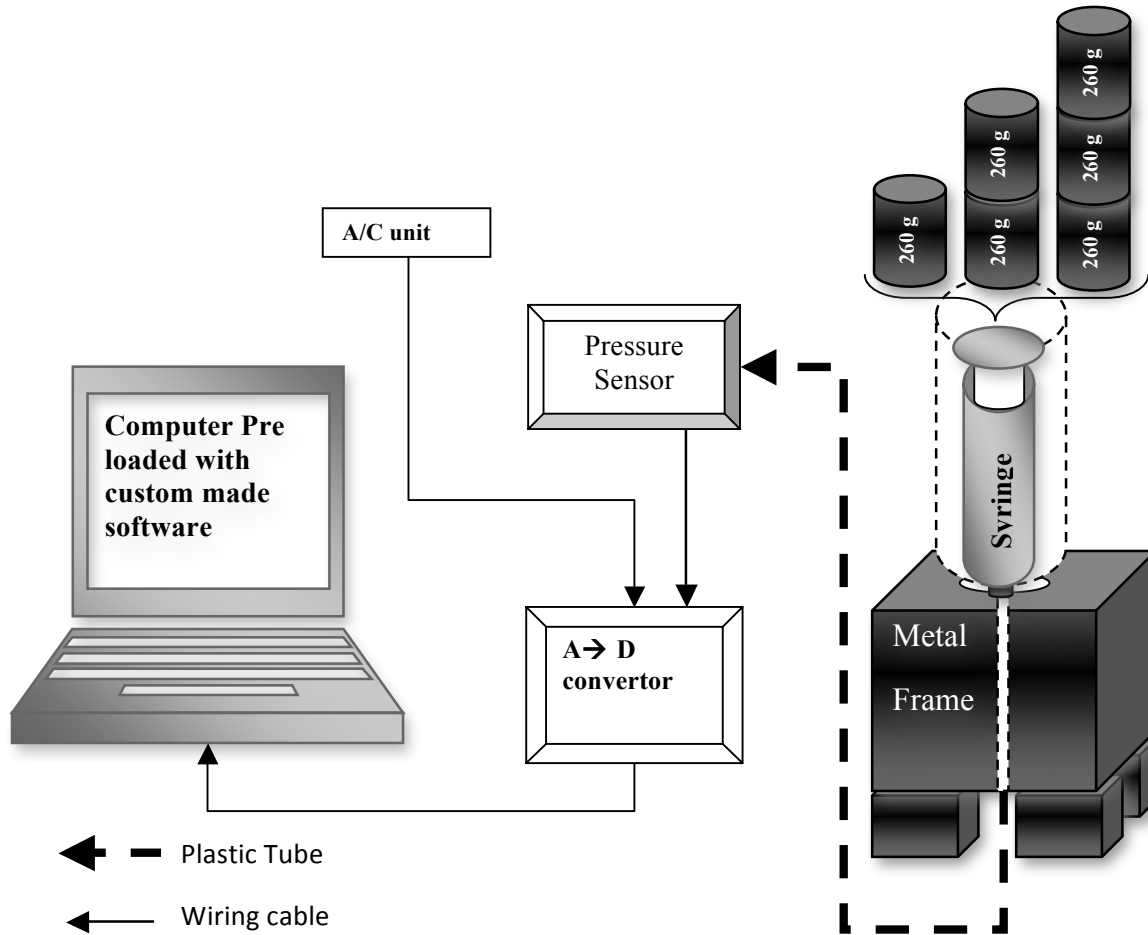 260 g
260 g
260 g
260 g
260 g
260 g
A/C unit
Pressure
Sensor
Computer Pre
loaded with
custom made
software
Syringe
A→ D
convertor
Metal
Frame
Plastic Tube
Wiring cable